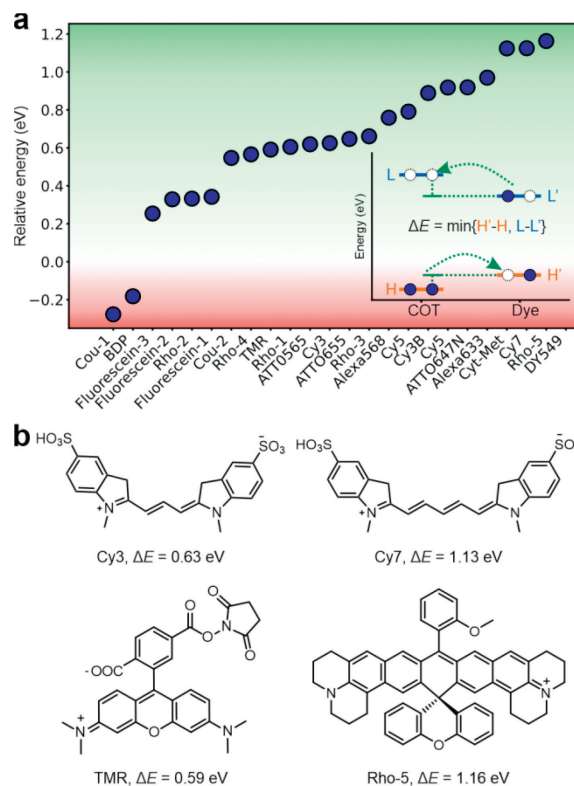 a
1.2
1.0
0.8
0.6
0.4
0.2
0.0
−0.2
Relative energy (eV)
L
L'
Energy (eV)
ΔE = min{H'-H, L-L'}
H
H'
COT
Dye
Cou-1
BDP
Fluorescein-3
Fluorescein-2
Rho-2
Fluorescein-1
Cou-2
Rho-4
TMR
Rho-1
ATTO565
Cy3
ATTO655
Rho-3
Alexa568
Cy5
Cy3B
Cy5
ATTO647N
Alexa633
Cyt-Met
Cy7
Rho-5
DY549
b
HO₃S
SO₃⁻
N⁺
N
Cy3, ΔE = 0.63 eV
HO₃S
SO
N⁺
N
Cy7, ΔE = 1.13 eV
O
O
O
N
O
⁻OOC
N⁺
O
N
TMR, ΔE = 0.59 eV
O
N
N⁺
O
Rho-5, ΔE = 1.16 eV